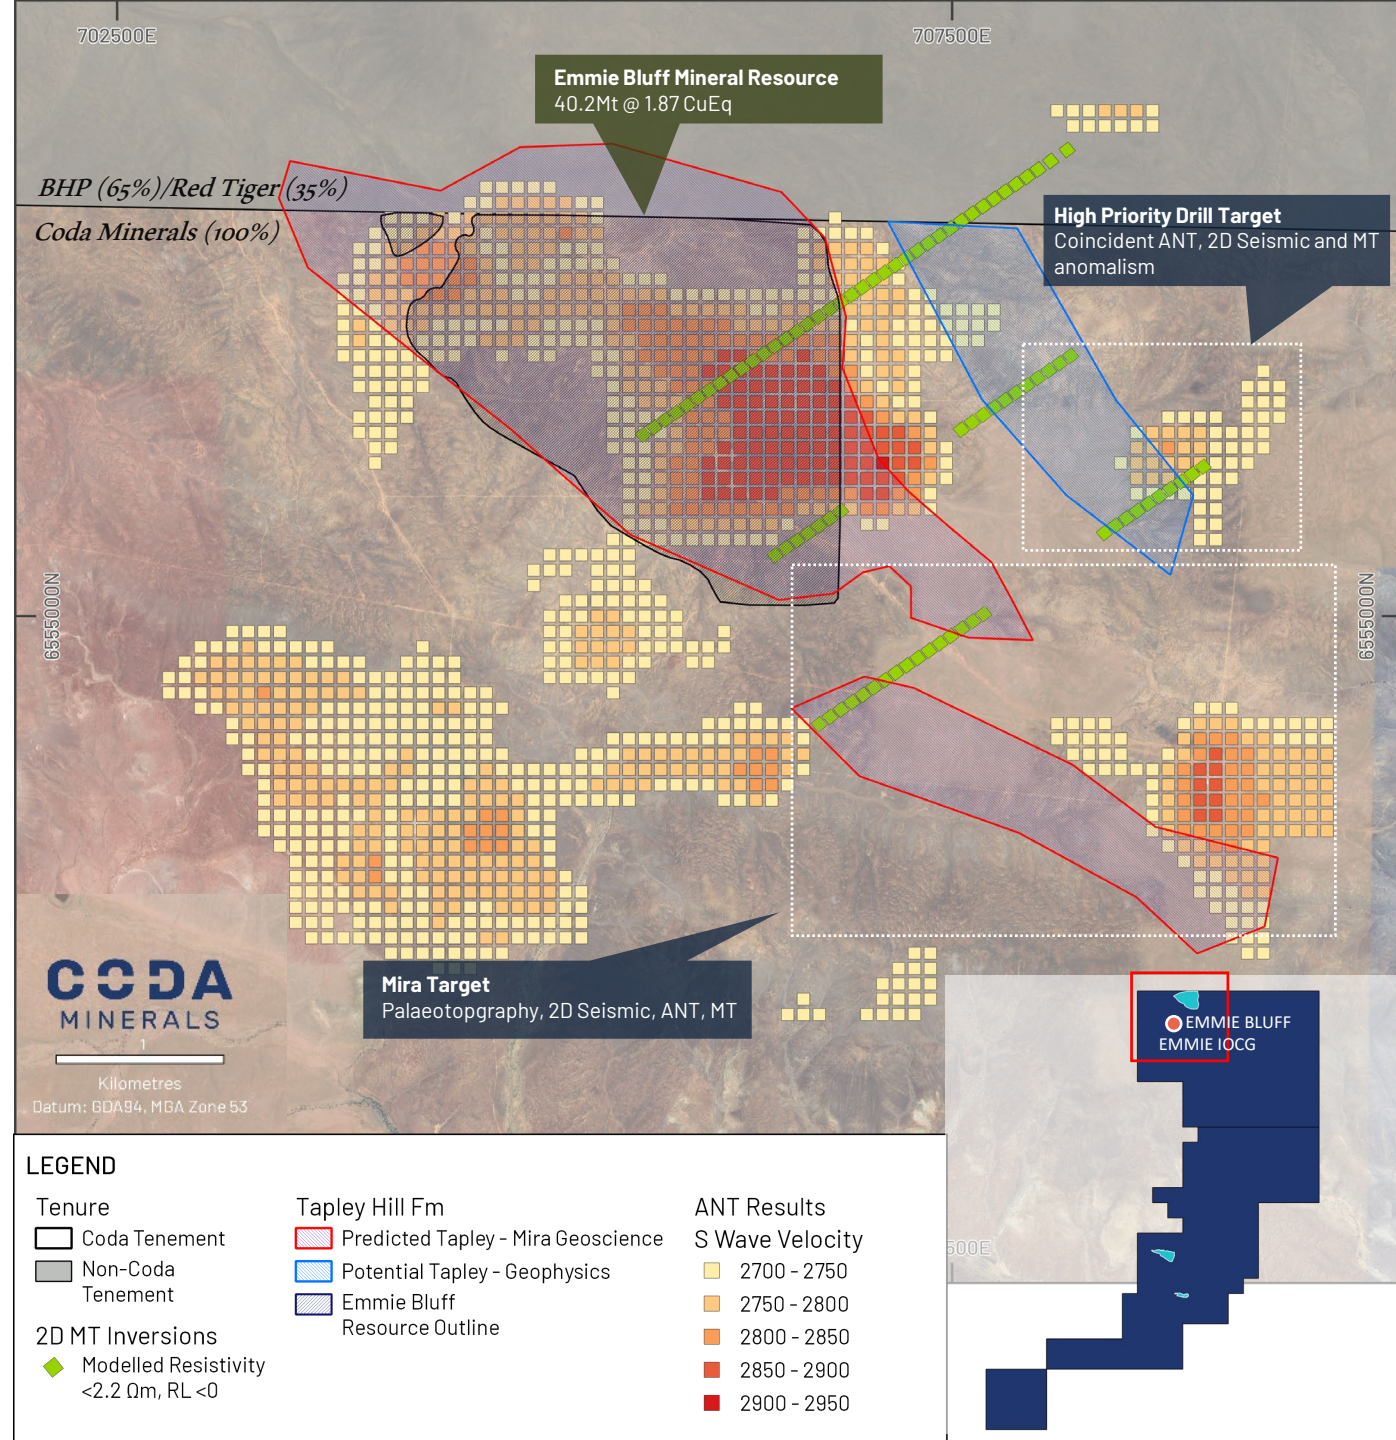 702500E
707500E
Emmie Bluff Mineral Resource
40.2Mt @ 1.87 CuEq
BHP (65%)/Red Tiger (35%)
Coda Minerals (100%)
High Priority Drill Target
Coincident ANT, 2D Seismic and MT
anomalism
6555000N
6555000N
Mira Target
Palaeotopgraphy, 2D Seismic, ANT, MT
CODA
MINERALS
1
Kilometres
Datum: GDA94, MGA Zone 53
EMMIE BLUFF
EMMIE IOCG
500E
LEGEND
Tenure
Coda Tenement
Non-Coda
Tenement
2D MT Inversions
Modelled Resistivity
<2.2 Ωm, RL <0
Tapley Hill Fm
Predicted Tapley - Mira Geoscience
Potential Tapley - Geophysics
Emmie Bluff
Resource Outline
ANT Results
S Wave Velocity
2700 - 2750
2750 - 2800
2800 - 2850
2850 - 2900
2900 - 2950